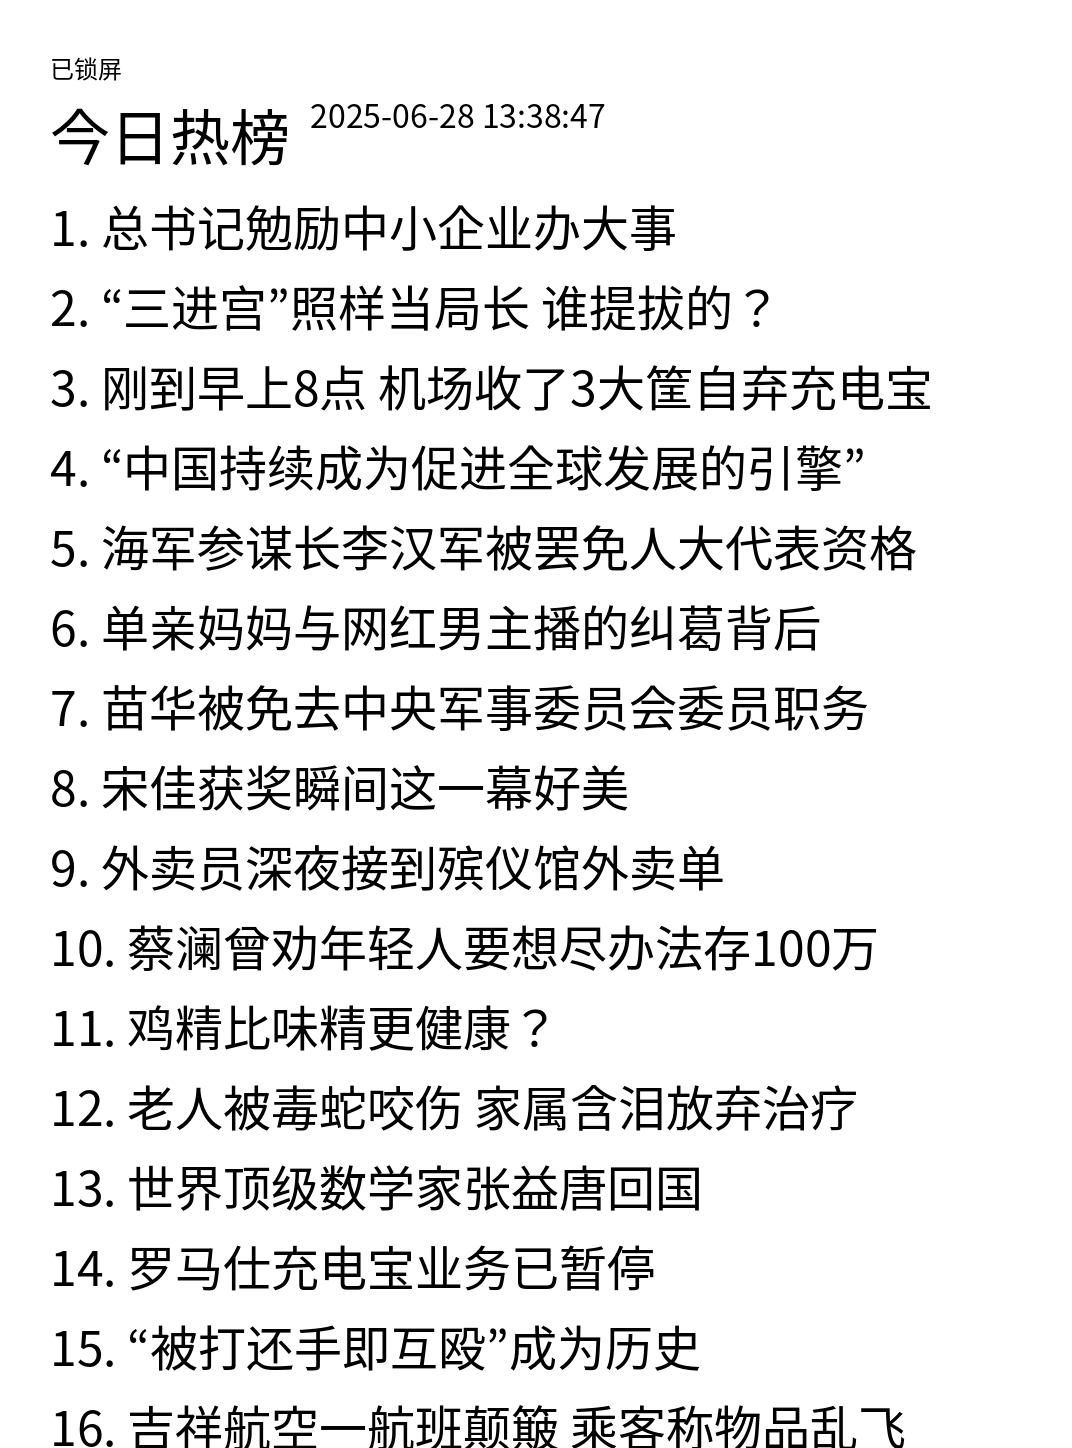 已锁屏
今日热榜 2025-06-28 13:38:47
1. 总书记勉励中小企业办大事
2. “三进宫”照样当局长 谁提拔的？
3. 刚到早上8点 机场收了3大筐自弃充电宝
4. “中国持续成为促进全球发展的引擎”
5. 海军参谋长李汉军被罢免人大代表资格
6. 单亲妈妈与网红男主播的纠葛背后
7. 苗华被免去中央军事委员会委员职务
8. 宋佳获奖瞬间这一幕好美
9. 外卖员深夜接到殡仪馆外卖单
10. 蔡澜曾劝年轻人要想尽办法存100万
11. 鸡精比味精更健康？
12. 老人被毒蛇咬伤 家属含泪放弃治疗
13. 世界顶级数学家张益唐回国
14. 罗马仕充电宝业务已暂停
15. “被打还手即互殴”成为历史
16. 吉祥航空一航班颠簸 乘客称物品乱飞